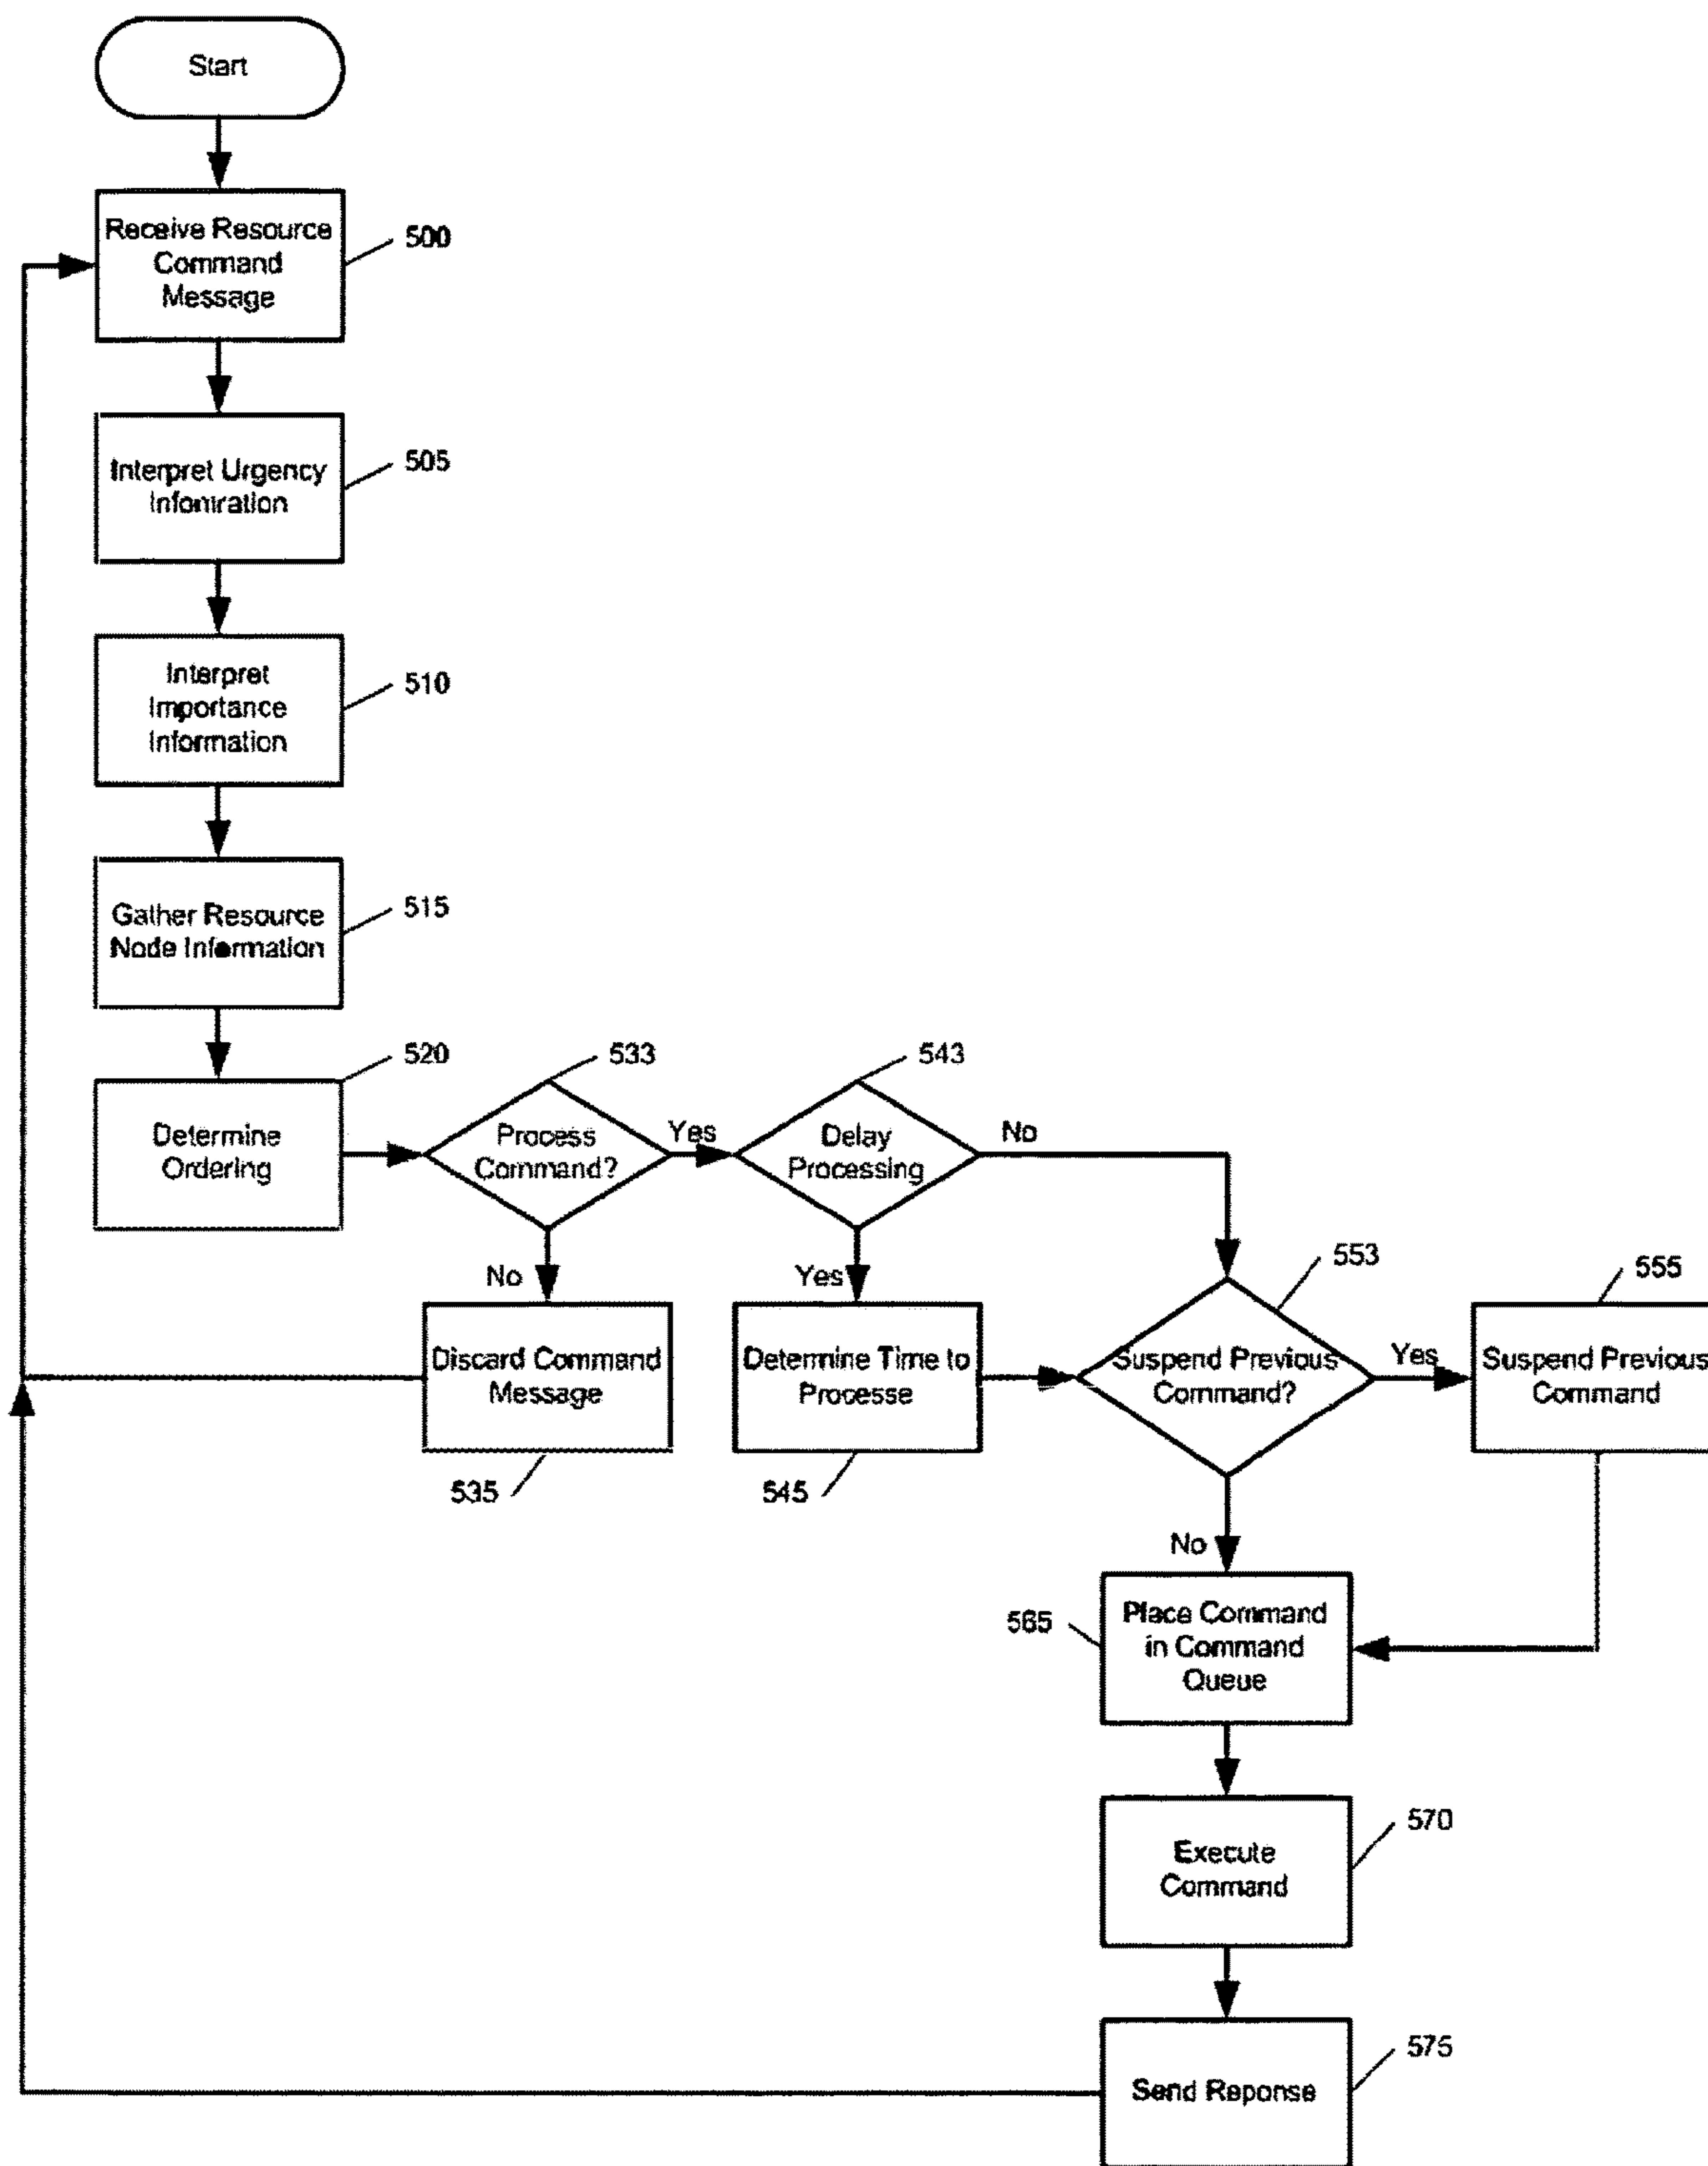 Start
Receive Resource
Command
Message
500
Interpret Urgency
Infomration
505
Interpret
Importance
Information
510
Gather Resource
Node Information
515
Determine
Ordering
520
Process
Command?
533
Yes
No
Delay
Processing
543
No
Yes
Discard Command
Message
535
Determine Time to
Processe
545
Suspend Previous
Command?
553
Yes
No
Suspend Previous
Command
555
Place Command
in Command
Queue
565
Execute
Command
570
Send Reponse
575